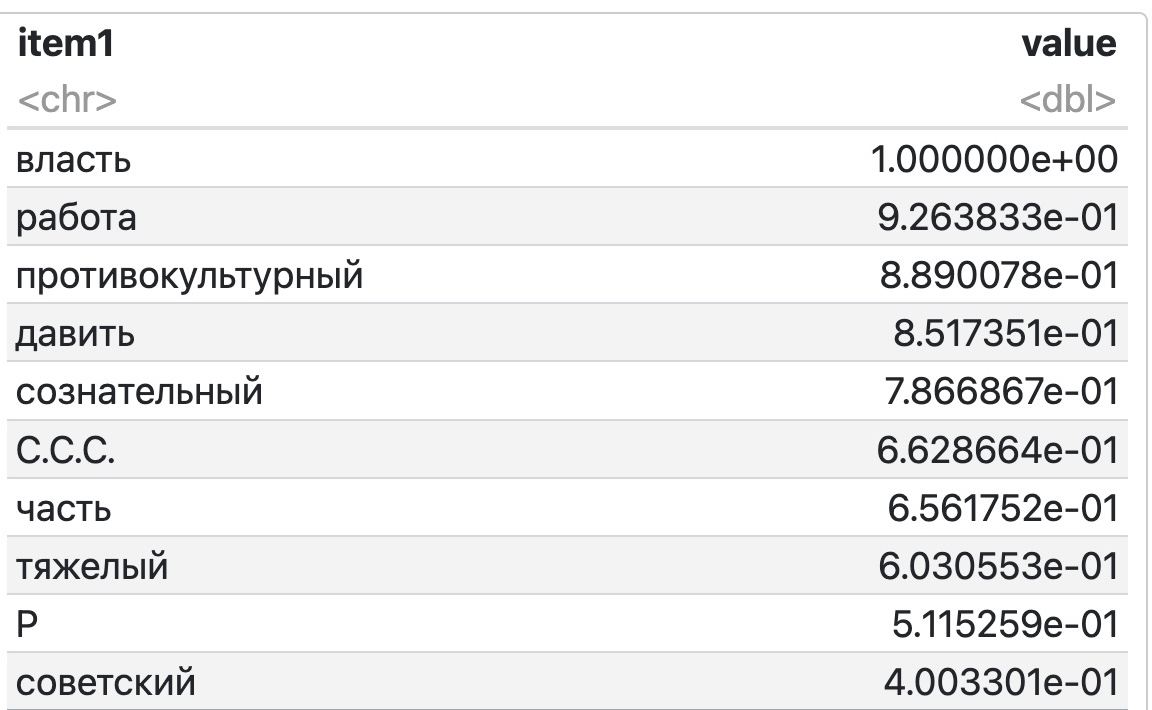 item1 value
<chr> <dbl>
власть 1.000000e+00
работа 9.263833e-01
противокультурный 8.890078e-01
давить 8.517351e-01
сознательный 7.866867e-01
С.С.С. 6.628664e-01
часть 6.561752e-01
тяжелый 6.030553e-01
Р 5.115259e-01
советский 4.003301e-01